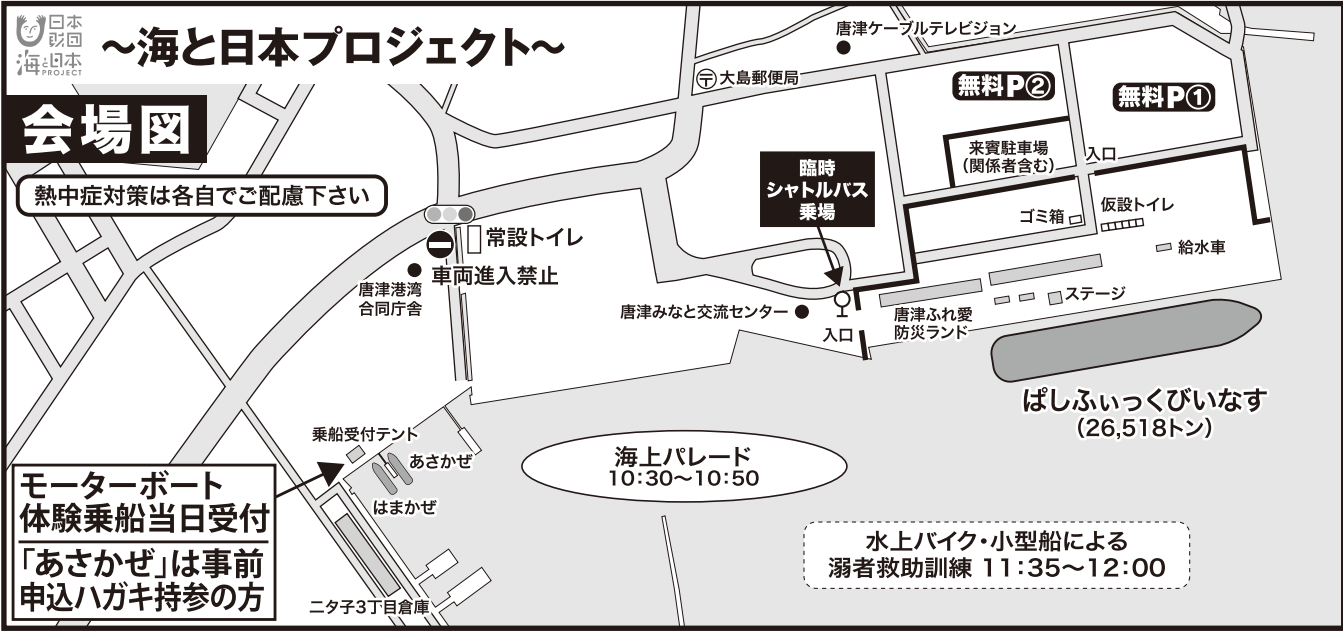 日本
財団
海と日本
PROJECT
～海と日本プロジェクト～
会場図
熱中症対策は各自でご配慮下さい
唐津ケーブルテレビジョン
〒大島郵便局
無料P②
無料P①
来賓駐車場
（関係者含む）
入口
臨時
シャトルバス
乗場
ゴミ箱
仮設トイレ
給水車
常設トイレ
車両進入禁止
唐津港湾
合同庁舎
唐津みなと交流センター
入口
唐津ふれ愛
防災ランド
ステージ
ぱしふぃっくびいなす
（26,518トン）
乗船受付テント
あさかぜ
はまかぜ
海上パレード
10:30～10:50
モーターボート
体験乗船当日受付
「あさかぜ」は事前
申込ハガキ持参の方
水上バイク・小型船による
溺者救助訓練 11：35～12：00
二タ子3丁目倉庫